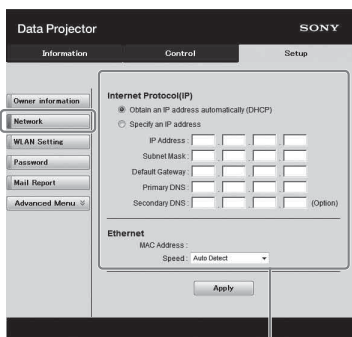 Data Projector
SONY
Information
Control
Setup
Owner information
Network
WLAN Setting
Password
Mail Report
Advanced Menu
Internet Protocol(IP)
Obtain an IP address automatically (DHCP)
Specify an IP address
IP Address :
Subnet Mask :
Default Gateway :
Primary DNS :
Secondary DNS :
(Option)
Ethernet
MAC Address :
Speed : Auto Detect
Apply